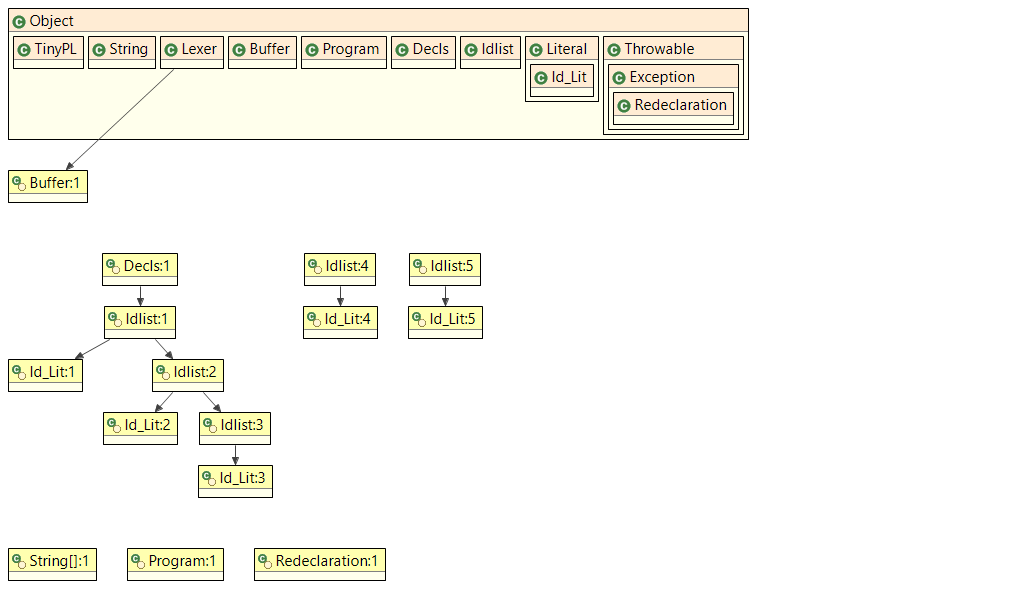 Object
TinyPL String Lexer Buffer Program Decls Idlist Literal Throwable
Id_Lit Exception
Redeclaration
Buffer:1
Decls:1 Idlist:4 Idlist:5
Idlist:1 Id_Lit:4 Id_Lit:5
Id_Lit:1 Idlist:2
Id_Lit:2 Idlist:3
Id_Lit:3
String[]:1 Program:1 Redeclaration:1